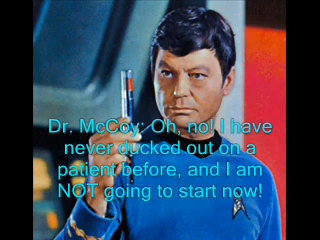 Dr. McCoy: Oh, no! I have
never ducked out on a
patient before, and I am
NOT going to start now!